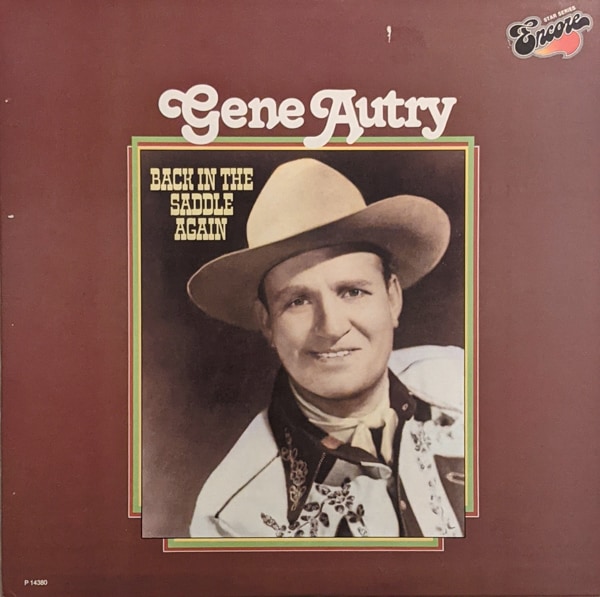 STAR SERIES
Encore
Gene Autry
BACK IN THE
SADDLE
AGAIN
P 14380